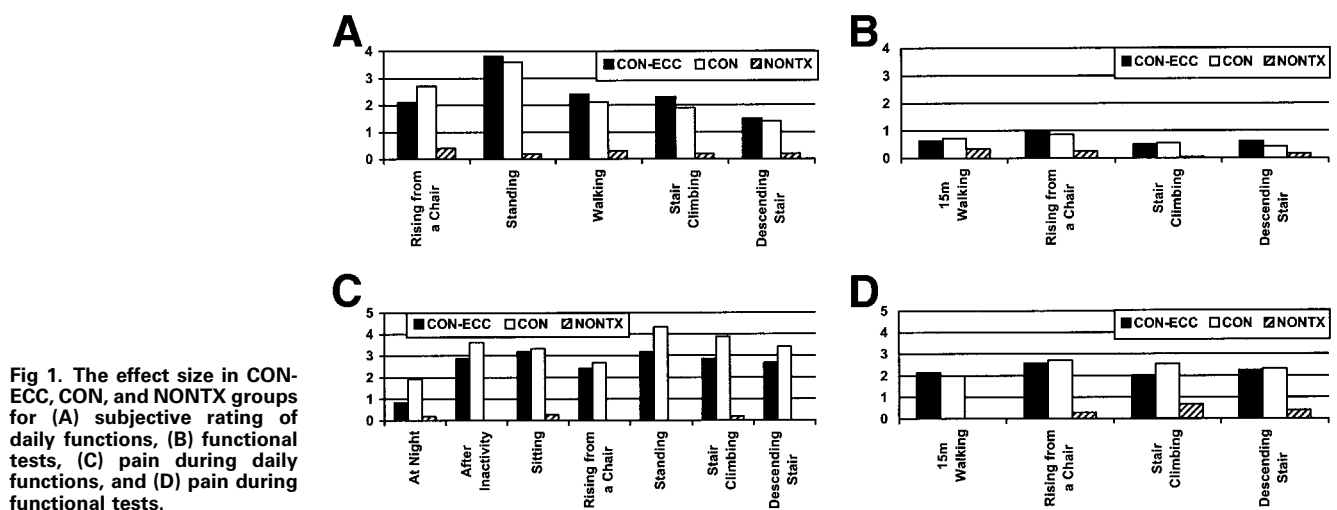 A
4
3
2
1
0
CON-ECC CON NONTX
Rising from
a Chair
Standing
Walking
Stair
Climbing
Descending
Stair
B
4
3
2
1
0
CON-ECC CON NONTX
15m
Walking
Rising from
a Chair
Stair
Climbing
Descending
Stair
C
5
4
3
2
1
0
CON-ECC CON NONTX
At Night
After
Inactivity
Sitting
Rising from
a Chair
Standing
Stair
Climbing
Descending
Stair
D
5
4
3
2
1
0
CON-ECC CON NONTX
15m
Walking
Rising from
a Chair
Stair
Climbing
Descending
Stair
Fig 1. The effect size in CON-
ECC, CON, and NONTX groups
for (A) subjective rating of
daily functions, (B) functional
tests, (C) pain during daily
functions, and (D) pain during
functional tests.